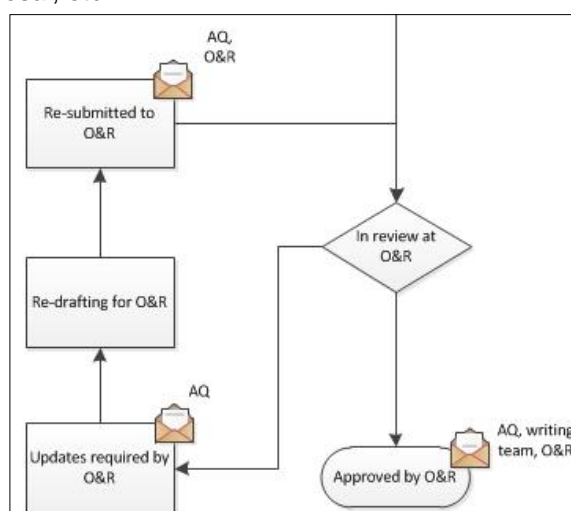 AQ,
O&R
Re-submitted to
O&R
In review at
O&R
Re-drafting for O&R
AQ
Updates required by
O&R
AQ, writing
team, O&R
Approved by O&R